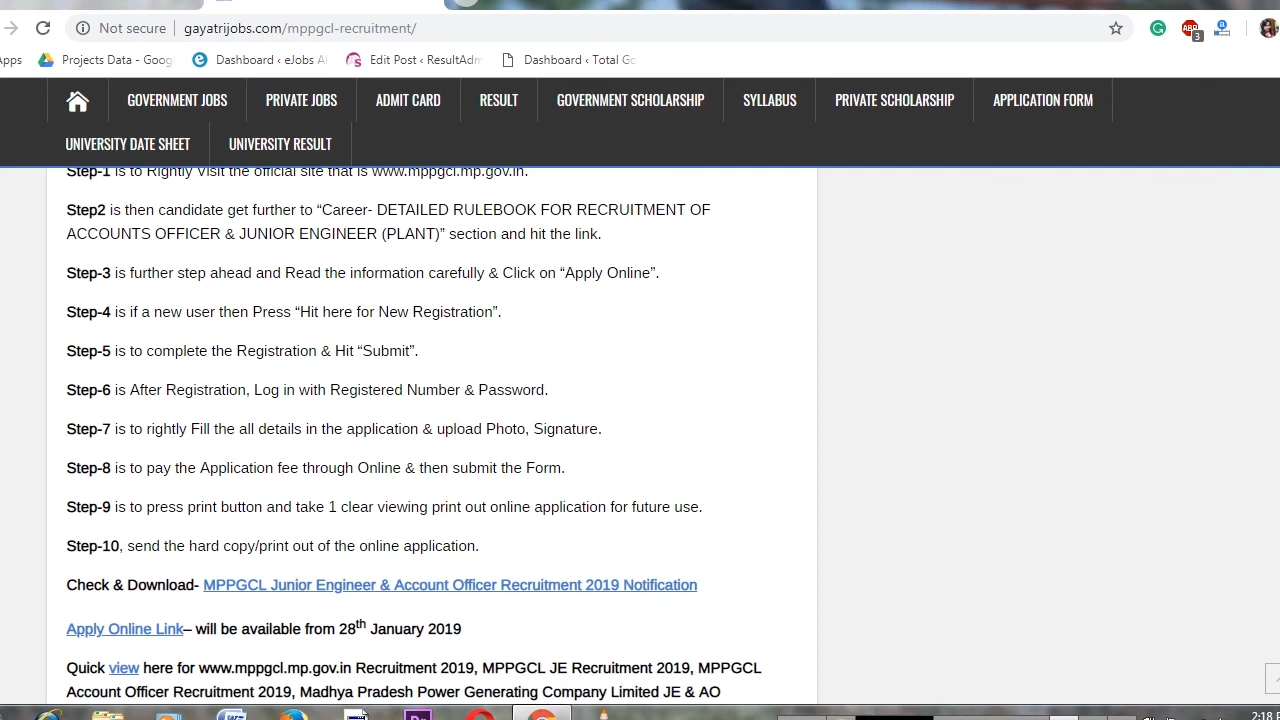 Not secure gayatrijobs.com/mppgcl-recruitment/
Apps Projects Data - Goog Dashboard ‹ eJobs Al Edit Post ‹ ResultAdm Dashboard ‹ Total Go
GOVERNMENT JOBS PRIVATE JOBS ADMIT CARD RESULT GOVERNMENT SCHOLARSHIP SYLLABUS PRIVATE SCHOLARSHIP APPLICATION FORM
UNIVERSITY DATE SHEET UNIVERSITY RESULT
Step-1 is to Rightly Visit the official site that is www.mppgcl.mp.gov.in.
Step2 is then candidate get further to “Career- DETAILED RULEBOOK FOR RECRUITMENT OF
ACCOUNTS OFFICER & JUNIOR ENGINEER (PLANT)” section and hit the link.
Step-3 is further step ahead and Read the information carefully & Click on “Apply Online”.
Step-4 is if a new user then Press “Hit here for New Registration”.
Step-5 is to complete the Registration & Hit “Submit”.
Step-6 is After Registration, Log in with Registered Number & Password.
Step-7 is to rightly Fill the all details in the application & upload Photo, Signature.
Step-8 is to pay the Application fee through Online & then submit the Form.
Step-9 is to press print button and take 1 clear viewing print out online application for future use.
Step-10, send the hard copy/print out of the online application.
Check & Download- MPPGCL Junior Engineer & Account Officer Recruitment 2019 Notification
Apply Online Link– will be available from 28th January 2019
Quick view here for www.mppgcl.mp.gov.in Recruitment 2019, MPPGCL JE Recruitment 2019, MPPGCL
Account Officer Recruitment 2019, Madhya Pradesh Power Generating Company Limited JE & AO